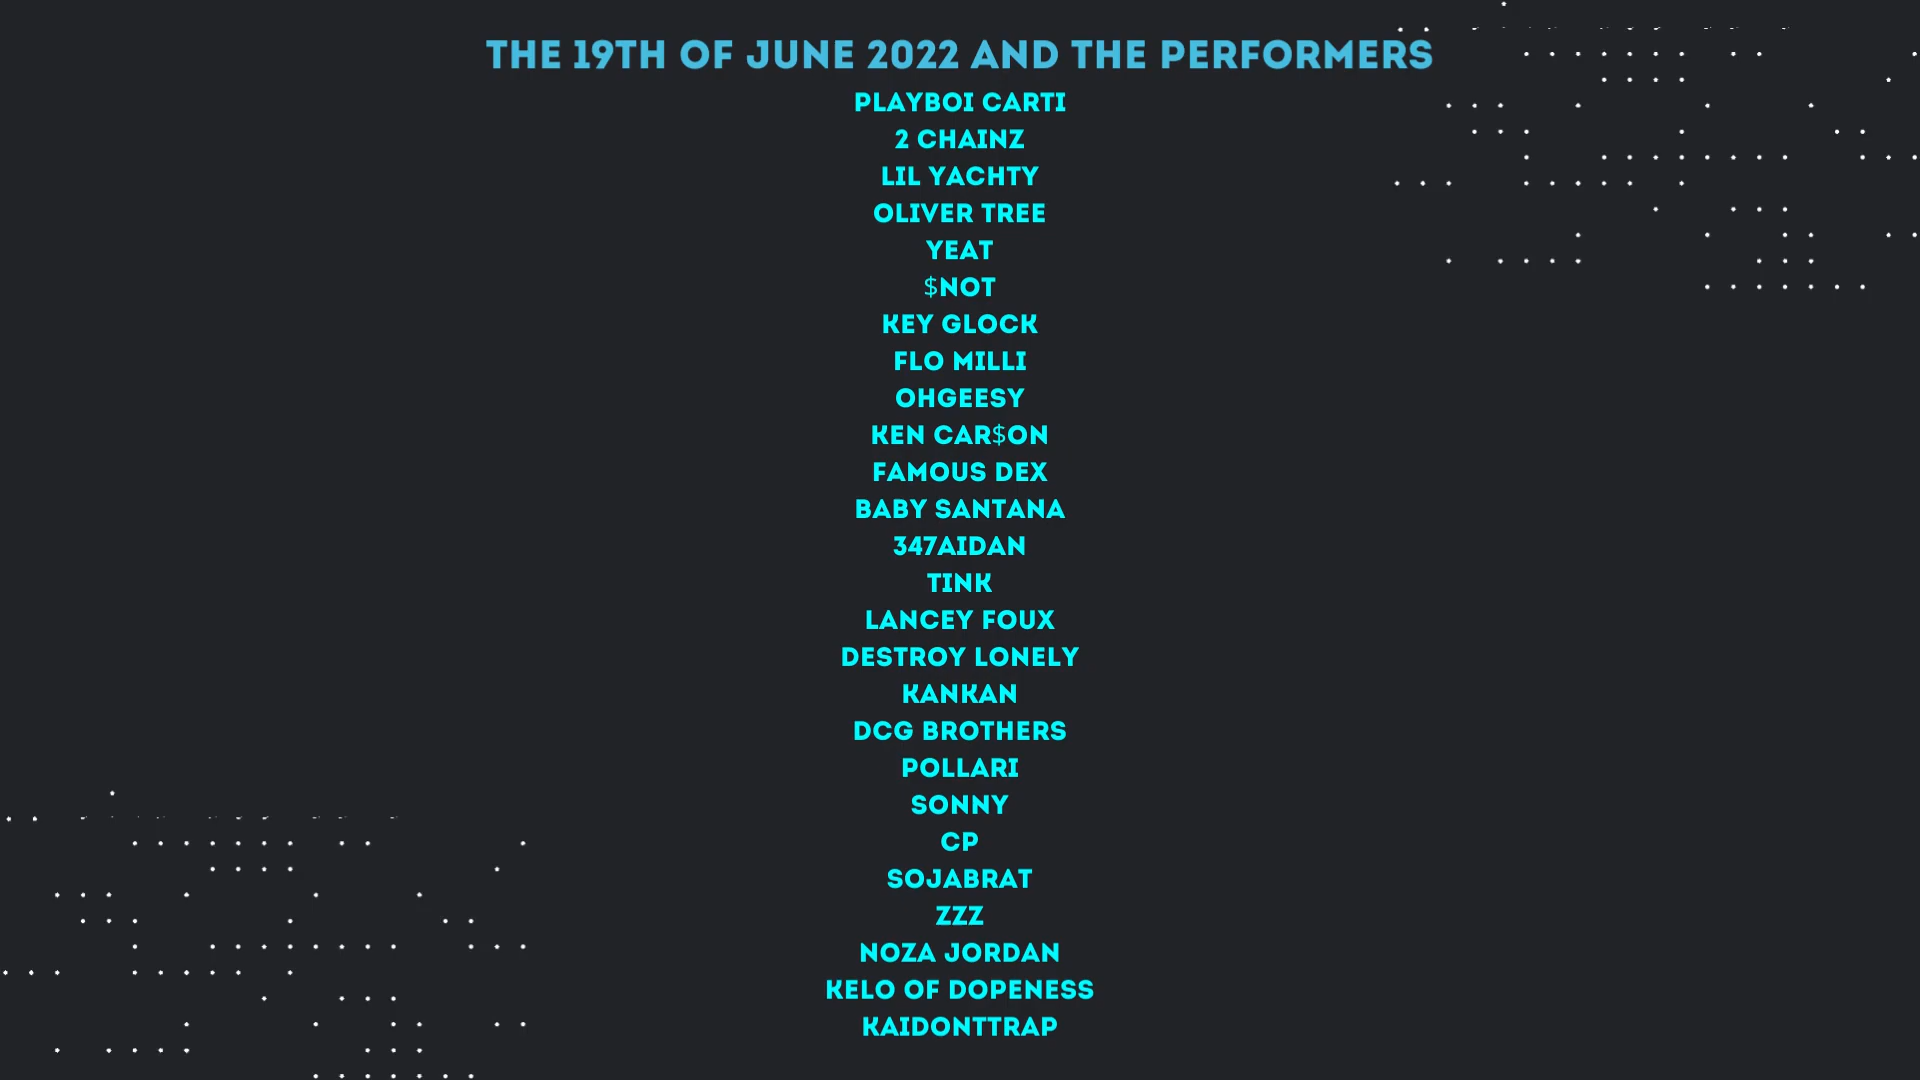 THE 19TH OF JUNE 2022 AND THE PERFORMERS
PLAYBOI CARTI
2 CHAINZ
LIL YACHTY
OLIVER TREE
YEAT
$NOT
KEY GLOCK
FLO MILLI
OHGEESY
KEN CAR$ON
FAMOUS DEX
BABY SANTANA
347AIDAN
TINK
LANCEY FOUX
DESTROY LONELY
KANKAN
DCG BROTHERS
POLLARI
SONNY
CP
SOJABRAT
ZZZ
NOZA JORDAN
KELO OF DOPENESS
KAIDONTTRAP